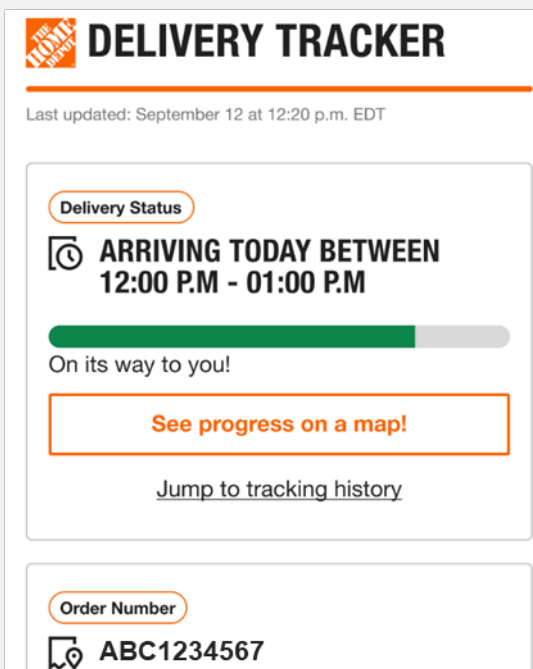 THE
HOME
DEPOT
DELIVERY TRACKER
Last updated: September 12 at 12:20 p.m. EDT
Delivery Status
ARRIVING TODAY BETWEEN
12:00 P.M - 01:00 P.M
On its way to you!
See progress on a map!
Jump to tracking history
Order Number
ABC1234567